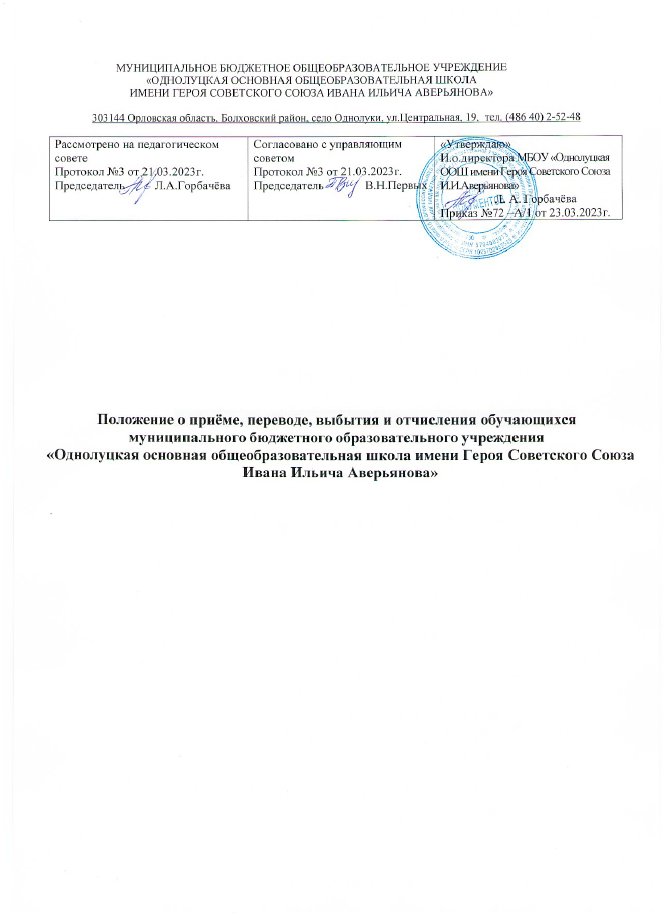 МУНИЦИПАЛЬНОЕ БЮДЖЕТНОЕ ОБЩЕОБРАЗОВАТЕЛЬНОЕ УЧРЕЖДЕНИЕ
«ОДНОЛУЦКАЯ ОСНОВНАЯ ОБЩЕОБРАЗОВАТЕЛЬНАЯ ШКОЛА
ИМЕНИ ГЕРОЯ СОВЕТСКОГО СОЮЗА ИВАНА ИЛЬИЧА АВЕРЬЯНОВА»
303144 Орловская область, Болховский район, село Однолуки, ул.Центральная, 19, тел. (486 40) 2-52-48
Рассмотрено на педагогическом
совете
Протокол №3 от 21.03.2023г.
Председатель Л.А.Горбачёва
Согласовано с управляющим
советом
Протокол №3 от 21.03.2023г.
Председатель В.Н.Первых
«Утверждаю»
И.о.директора МБОУ «Однолуцкая
ООШ имени Героя Советского Союза
И.И.Аверьянова»
Л. А. Горбачёва
Приказ №72 –А/1 от 23.03.2023г.
Положение о приёме, переводе, выбытия и отчисления обучающихся
муниципального бюджетного образовательного учреждения
«Однолуцкая основная общеобразовательная школа имени Героя Советского Союза
Ивана Ильича Аверьянова»